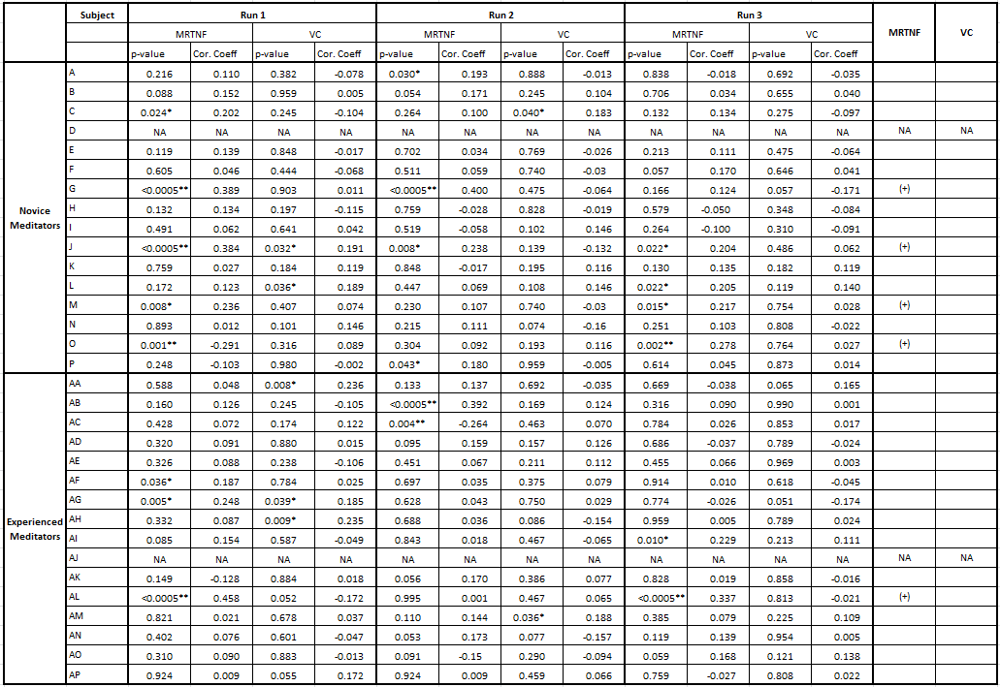 Subject Run 1 Run 2 Run 3 MRTNF VC
MRTNF VC MRTNF VC MRTNF VC
p-value Cor. Coeff p-value Cor. Coeff p-value Cor. Coeff p-value Cor. Coeff p-value Cor. Coeff p-value Cor. Coeff
Novice Meditators
A 0.216 0.110 0.382 -0.078 0.030* 0.193 0.888 -0.013 0.838 -0.018 0.692 -0.035
B 0.088 0.152 0.959 0.005 0.054 0.171 0.245 0.104 0.706 0.034 0.655 0.040
C 0.024* 0.202 0.245 -0.104 0.264 0.100 0.040* 0.183 0.132 0.134 0.275 -0.097
D NA NA NA NA NA NA NA NA NA NA NA NA NA NA
E 0.119 0.139 0.848 -0.017 0.702 0.034 0.769 -0.026 0.213 0.111 0.475 -0.064
F 0.605 0.046 0.444 -0.068 0.511 0.059 0.740 -0.03 0.057 0.170 0.646 0.041
G <0.0005** 0.389 0.903 0.011 <0.0005** 0.400 0.475 -0.064 0.166 0.124 0.057 -0.171 (+)
H 0.132 0.134 0.197 -0.115 0.759 -0.028 0.828 -0.019 0.579 -0.050 0.348 -0.084
I 0.491 0.062 0.641 0.042 0.519 -0.058 0.102 0.146 0.264 -0.100 0.310 -0.091
J <0.0005** 0.384 0.032* 0.191 0.008* 0.238 0.139 -0.132 0.022* 0.204 0.486 0.062 (+)
K 0.759 0.027 0.184 0.119 0.848 -0.017 0.195 0.116 0.130 0.135 0.182 0.119
L 0.172 0.123 0.036* 0.189 0.447 0.069 0.108 0.146 0.022* 0.205 0.119 0.140
M 0.008* 0.236 0.407 0.074 0.230 0.107 0.740 -0.03 0.015* 0.217 0.754 0.028 (+)
N 0.893 0.012 0.101 0.146 0.215 0.111 0.074 -0.16 0.251 0.103 0.808 -0.022
O 0.001** -0.291 0.316 0.089 0.304 0.092 0.193 0.116 0.002** 0.278 0.764 0.027 (+)
P 0.248 -0.103 0.980 -0.002 0.043* 0.180 0.959 -0.005 0.614 0.045 0.873 0.014
Experienced Meditators
AA 0.588 0.048 0.008* 0.236 0.133 0.137 0.692 -0.035 0.669 -0.038 0.065 0.165
AB 0.160 0.126 0.245 -0.105 <0.0005** 0.392 0.169 0.124 0.316 0.090 0.990 0.001
AC 0.428 0.072 0.174 0.122 0.004** -0.264 0.463 0.070 0.784 0.026 0.853 0.017
AD 0.320 0.091 0.880 0.015 0.095 0.159 0.157 0.126 0.686 -0.037 0.789 -0.024
AE 0.326 0.088 0.238 -0.106 0.451 0.067 0.211 0.112 0.455 0.066 0.969 0.003
AF 0.036* 0.187 0.784 0.025 0.697 0.035 0.375 0.079 0.914 0.010 0.618 -0.045
AG 0.005* 0.248 0.039* 0.185 0.628 0.043 0.750 0.029 0.774 -0.026 0.051 -0.174
AH 0.332 0.087 0.009* 0.235 0.688 0.036 0.086 -0.154 0.959 0.005 0.789 0.024
AI 0.085 0.154 0.587 -0.049 0.843 0.018 0.467 -0.065 0.010* 0.229 0.213 0.111
AJ NA NA NA NA NA NA NA NA NA NA NA NA NA NA
AK 0.149 -0.128 0.884 0.018 0.056 0.170 0.386 0.077 0.828 0.019 0.858 -0.016
AL <0.0005** 0.458 0.052 -0.172 0.995 0.001 0.467 0.065 <0.0005** 0.337 0.813 -0.021 (+)
AM 0.821 0.021 0.678 0.037 0.110 0.144 0.036* 0.188 0.385 0.079 0.225 0.109
AN 0.402 0.076 0.601 -0.047 0.053 0.173 0.077 -0.157 0.119 0.139 0.954 0.005
AO 0.310 0.090 0.883 -0.013 0.091 -0.15 0.290 -0.094 0.059 0.168 0.121 0.138
AP 0.924 0.009 0.055 0.172 0.924 0.009 0.459 0.066 0.759 -0.027 0.808 0.022